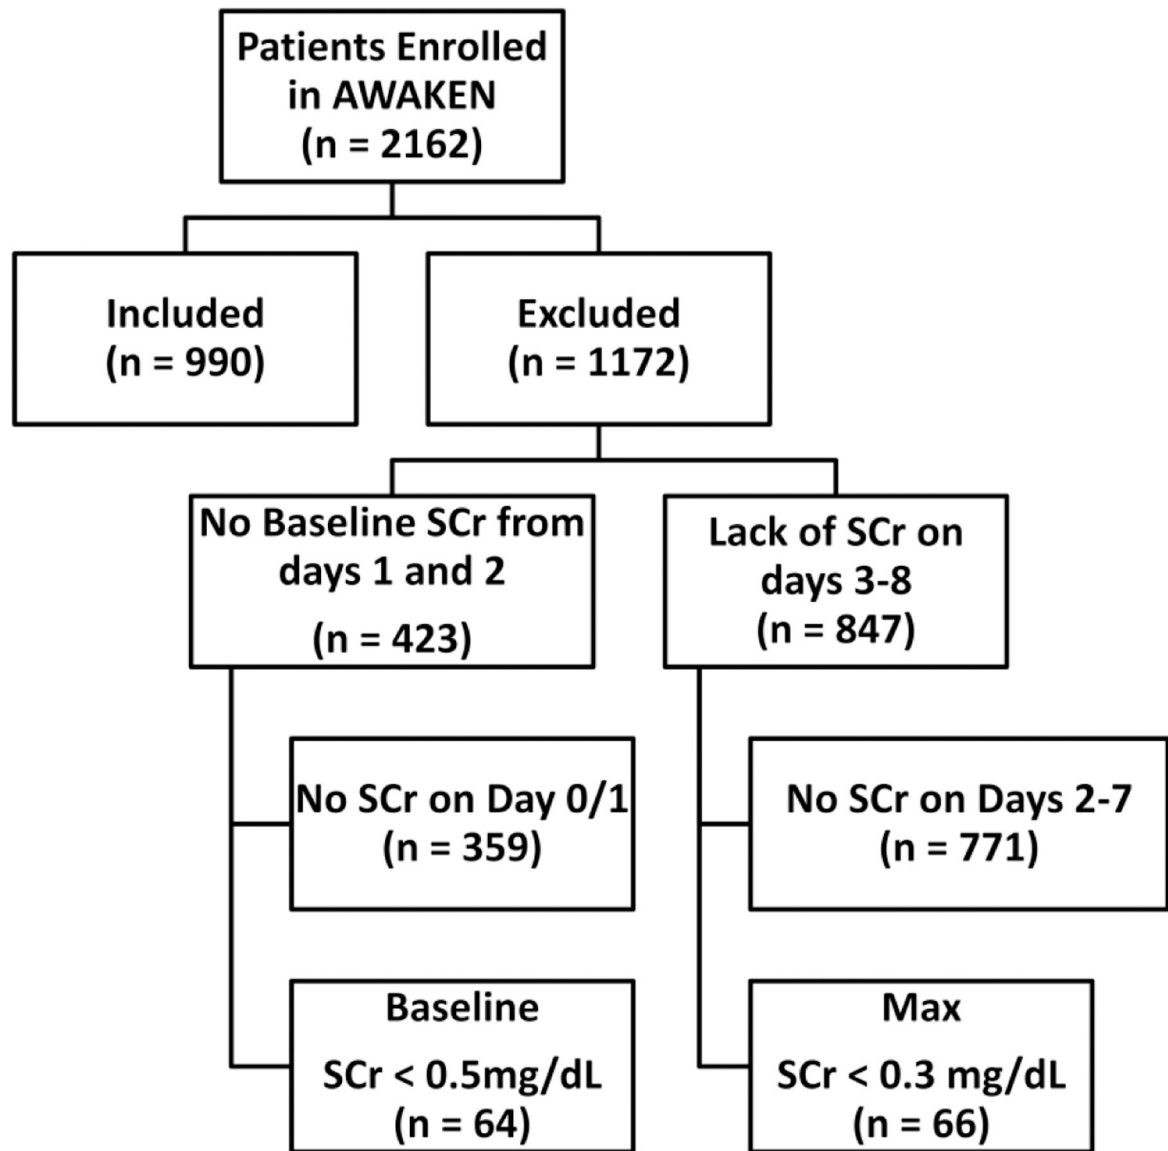 Patients Enrolled
in AWAKEN
(n = 2162)
Included
(n = 990)
Excluded
(n = 1172)
No Baseline SCr from
days 1 and 2
(n = 423)
Lack of SCr on
days 3-8
(n = 847)
No SCr on Day 0/1
(n = 359)
No SCr on Days 2-7
(n = 771)
Baseline
SCr < 0.5mg/dL
(n = 64)
Max
SCr < 0.3 mg/dL
(n = 66)